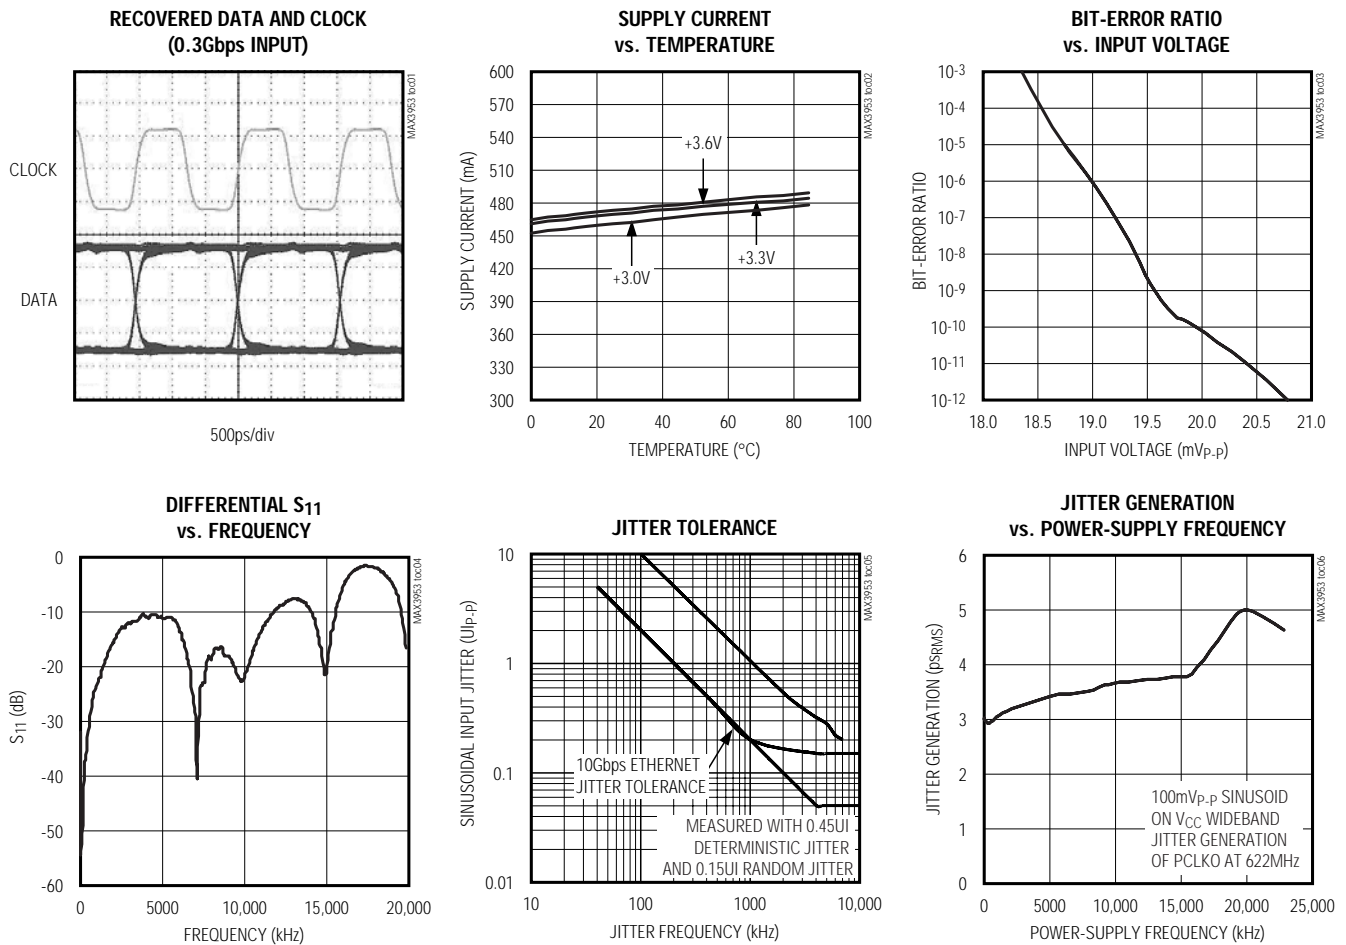 RECOVERED DATA AND CLOCK
(0.3Gbps INPUT)
MAX3953 toc01
CLOCK
DATA
500ps/div
SUPPLY CURRENT
vs. TEMPERATURE
MAX3953 toc02
SUPPLY CURRENT (mA)
600
570
540
510
480
450
420
390
360
330
300
+3.6V
+3.3V
+3.0V
0 20 40 60 80 100
TEMPERATURE (°C)
BIT-ERROR RATIO
vs. INPUT VOLTAGE
MAX3953 toc03
BIT-ERROR RATIO
10-3
10-4
10-5
10-6
10-7
10-8
10-9
10-10
10-11
10-12
18.0 18.5 19.0 19.5 20.0 20.5 21.0
INPUT VOLTAGE (mVP-P)
DIFFERENTIAL S11
vs. FREQUENCY
MAX3953 toc04
S11 (dB)
0
-10
-20
-30
-40
-50
-60
0 5000 10,000 15,000 20,000
FREQUENCY (kHz)
JITTER TOLERANCE
MAX3953 toc05
SINUSOIDAL INPUT JITTER (UIP-P)
10
1
0.1
0.01
10Gbps ETHERNET
JITTER TOLERANCE
MEASURED WITH 0.45UI
DETERMINISTIC JITTER
AND 0.15UI RANDOM JITTER
10 100 1000 10,000
JITTER FREQUENCY (kHz)
JITTER GENERATION
vs. POWER-SUPPLY FREQUENCY
MAX3953 toc06
JITTER GENERATION (psRMS)
6
5
4
3
2
1
0
100mVP-P SINUSOID
ON VCC WIDEBAND
JITTER GENERATION
OF PCLKO AT 622MHz
0 5000 10,000 15,000 20,000 25,000
POWER-SUPPLY FREQUENCY (kHz)